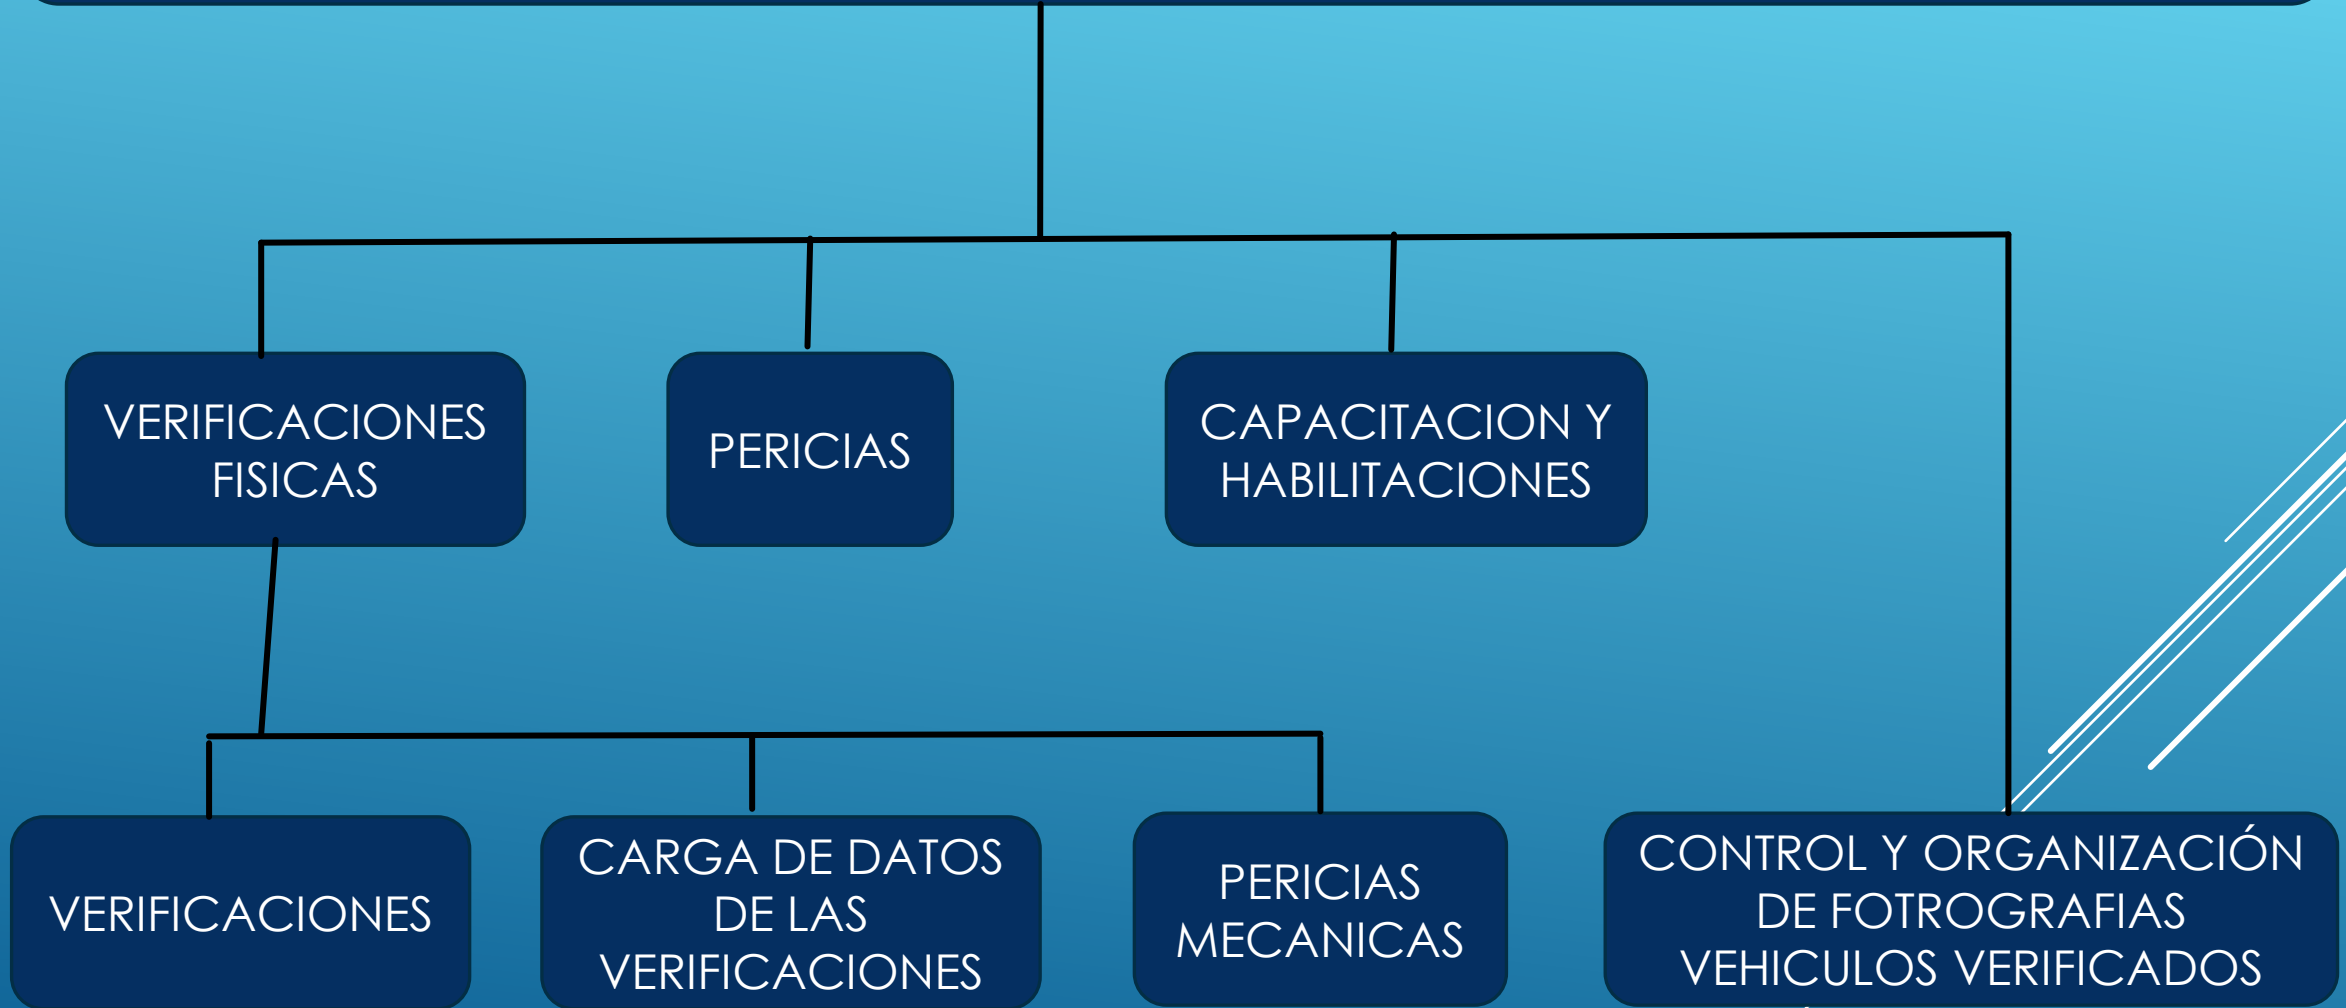 VERIFICACIONES
FISICAS
PERICIAS
CAPACITACION Y
HABILITACIONES
VERIFICACIONES
CARGA DE DATOS
DE LAS
VERIFICACIONES
PERICIAS
MECANICAS
CONTROL Y ORGANIZACIÓN
DE FOTROGRAFIAS
VEHICULOS VERIFICADOS